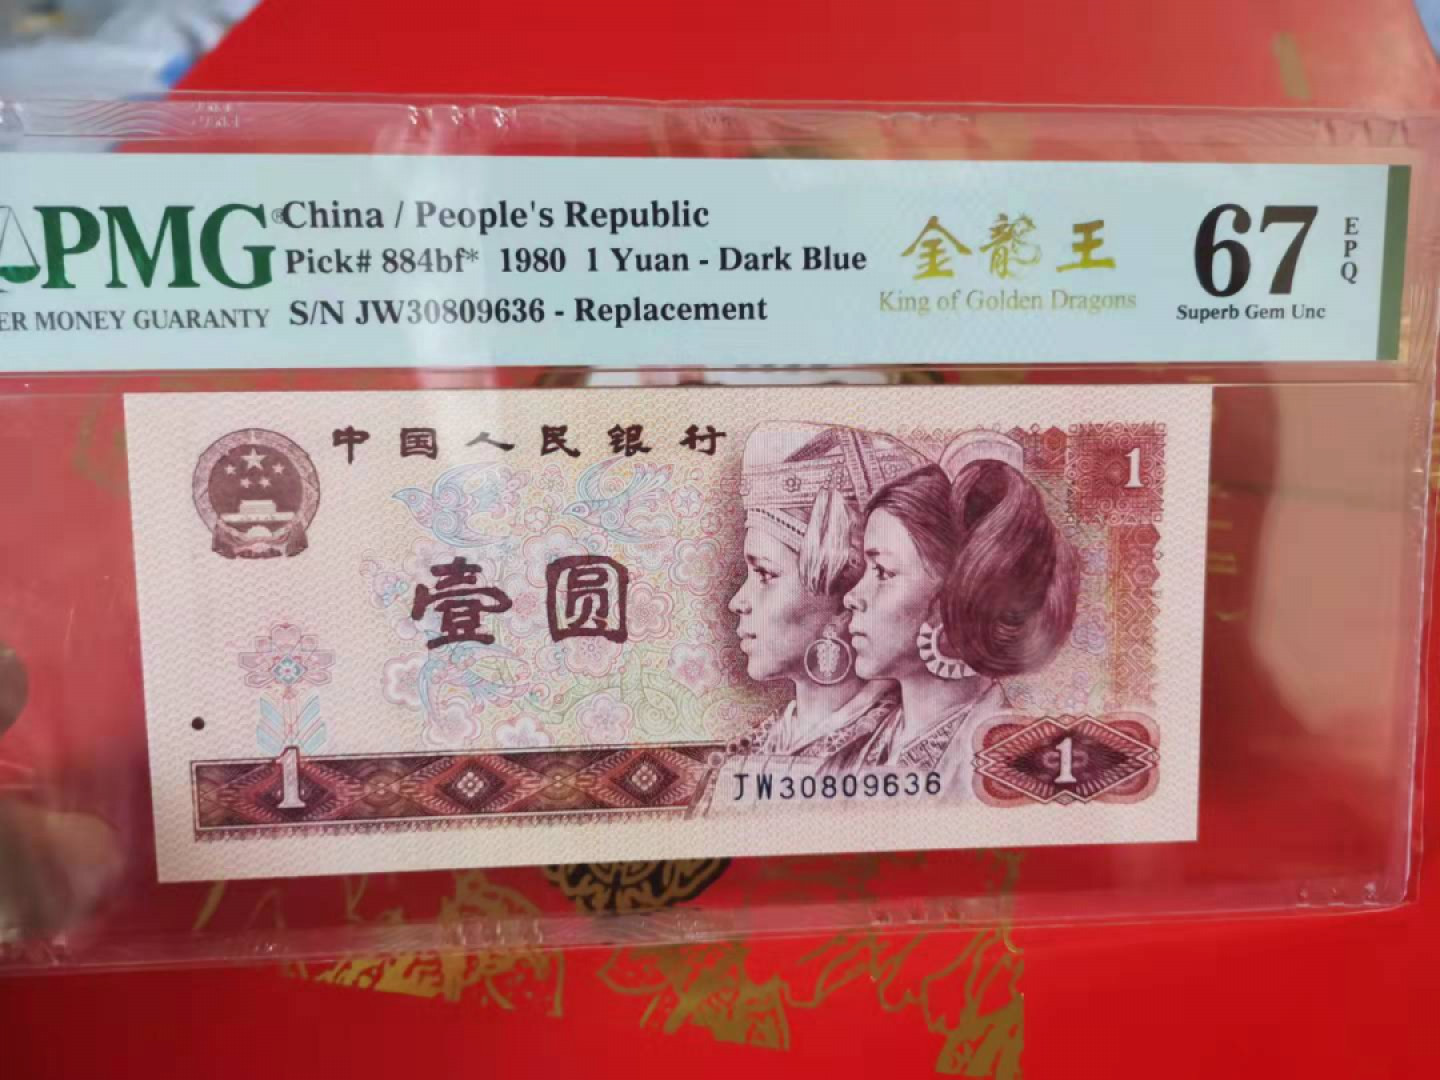 PMG®
ER MONEY GUARANTY
China / People's Republic
Pick# 884bf* 1980 1 Yuan - Dark Blue
S/N JW30809636 - Replacement
金龍王
King of Golden Dragons
67
EPQ
Superb Gem Unc
中国人民银行
1
壹圆
1
JW30809636
1